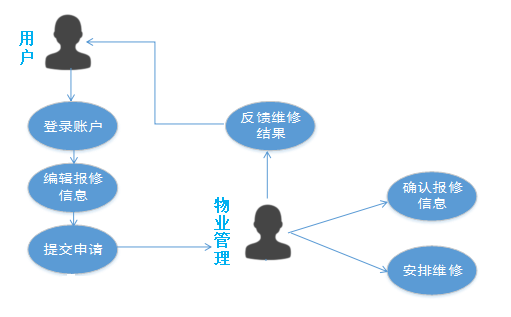 用
户
登录账户
编辑报修
信息
提交申请
反馈维修
结果
物
业
管
理
确认报修
信息
安排维修